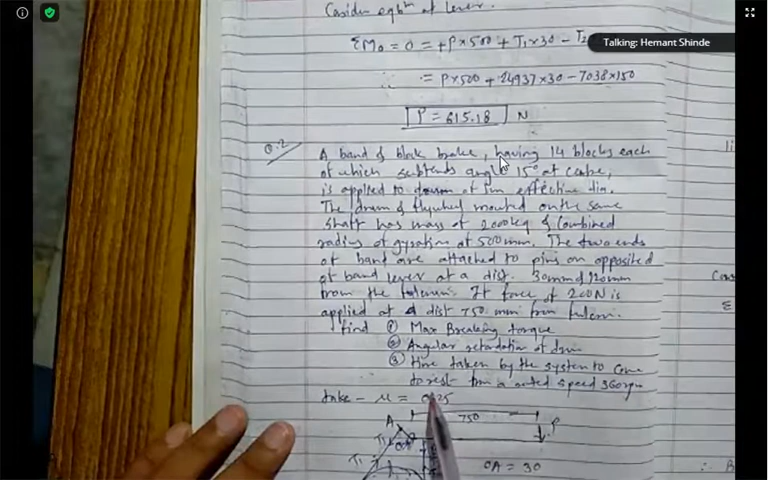 Consider eqbm of lever.
Talking: Hemant Shinde
ΣMo = 0 = +P×500 + T1×30 - T2
∴ = P×500 + 24937×30 - 7038×150
P = 615.18 N
Q.2
A band & block brake, having 14 blocks each
of which subtends angle 15° at centre,
is applied to drum of 1m effective dia.
The drum & flywheel mounted on the same
shaft has mass of 2000kg & Combined
radius of gyration of 500mm. The two ends
of band are attached to pins on opposite
of band lever at a dist. 30mm & 120mm
from the fulcrum. If force of 200N is
applied at a dist 750 mm from fulcrum.
find ① Max Breaking torque
② Angular retardation of drum
③ time taken by the system to come
to rest from a rated speed 360rpm
take - μ = 0.25
750
A
P
T1
OA = 30